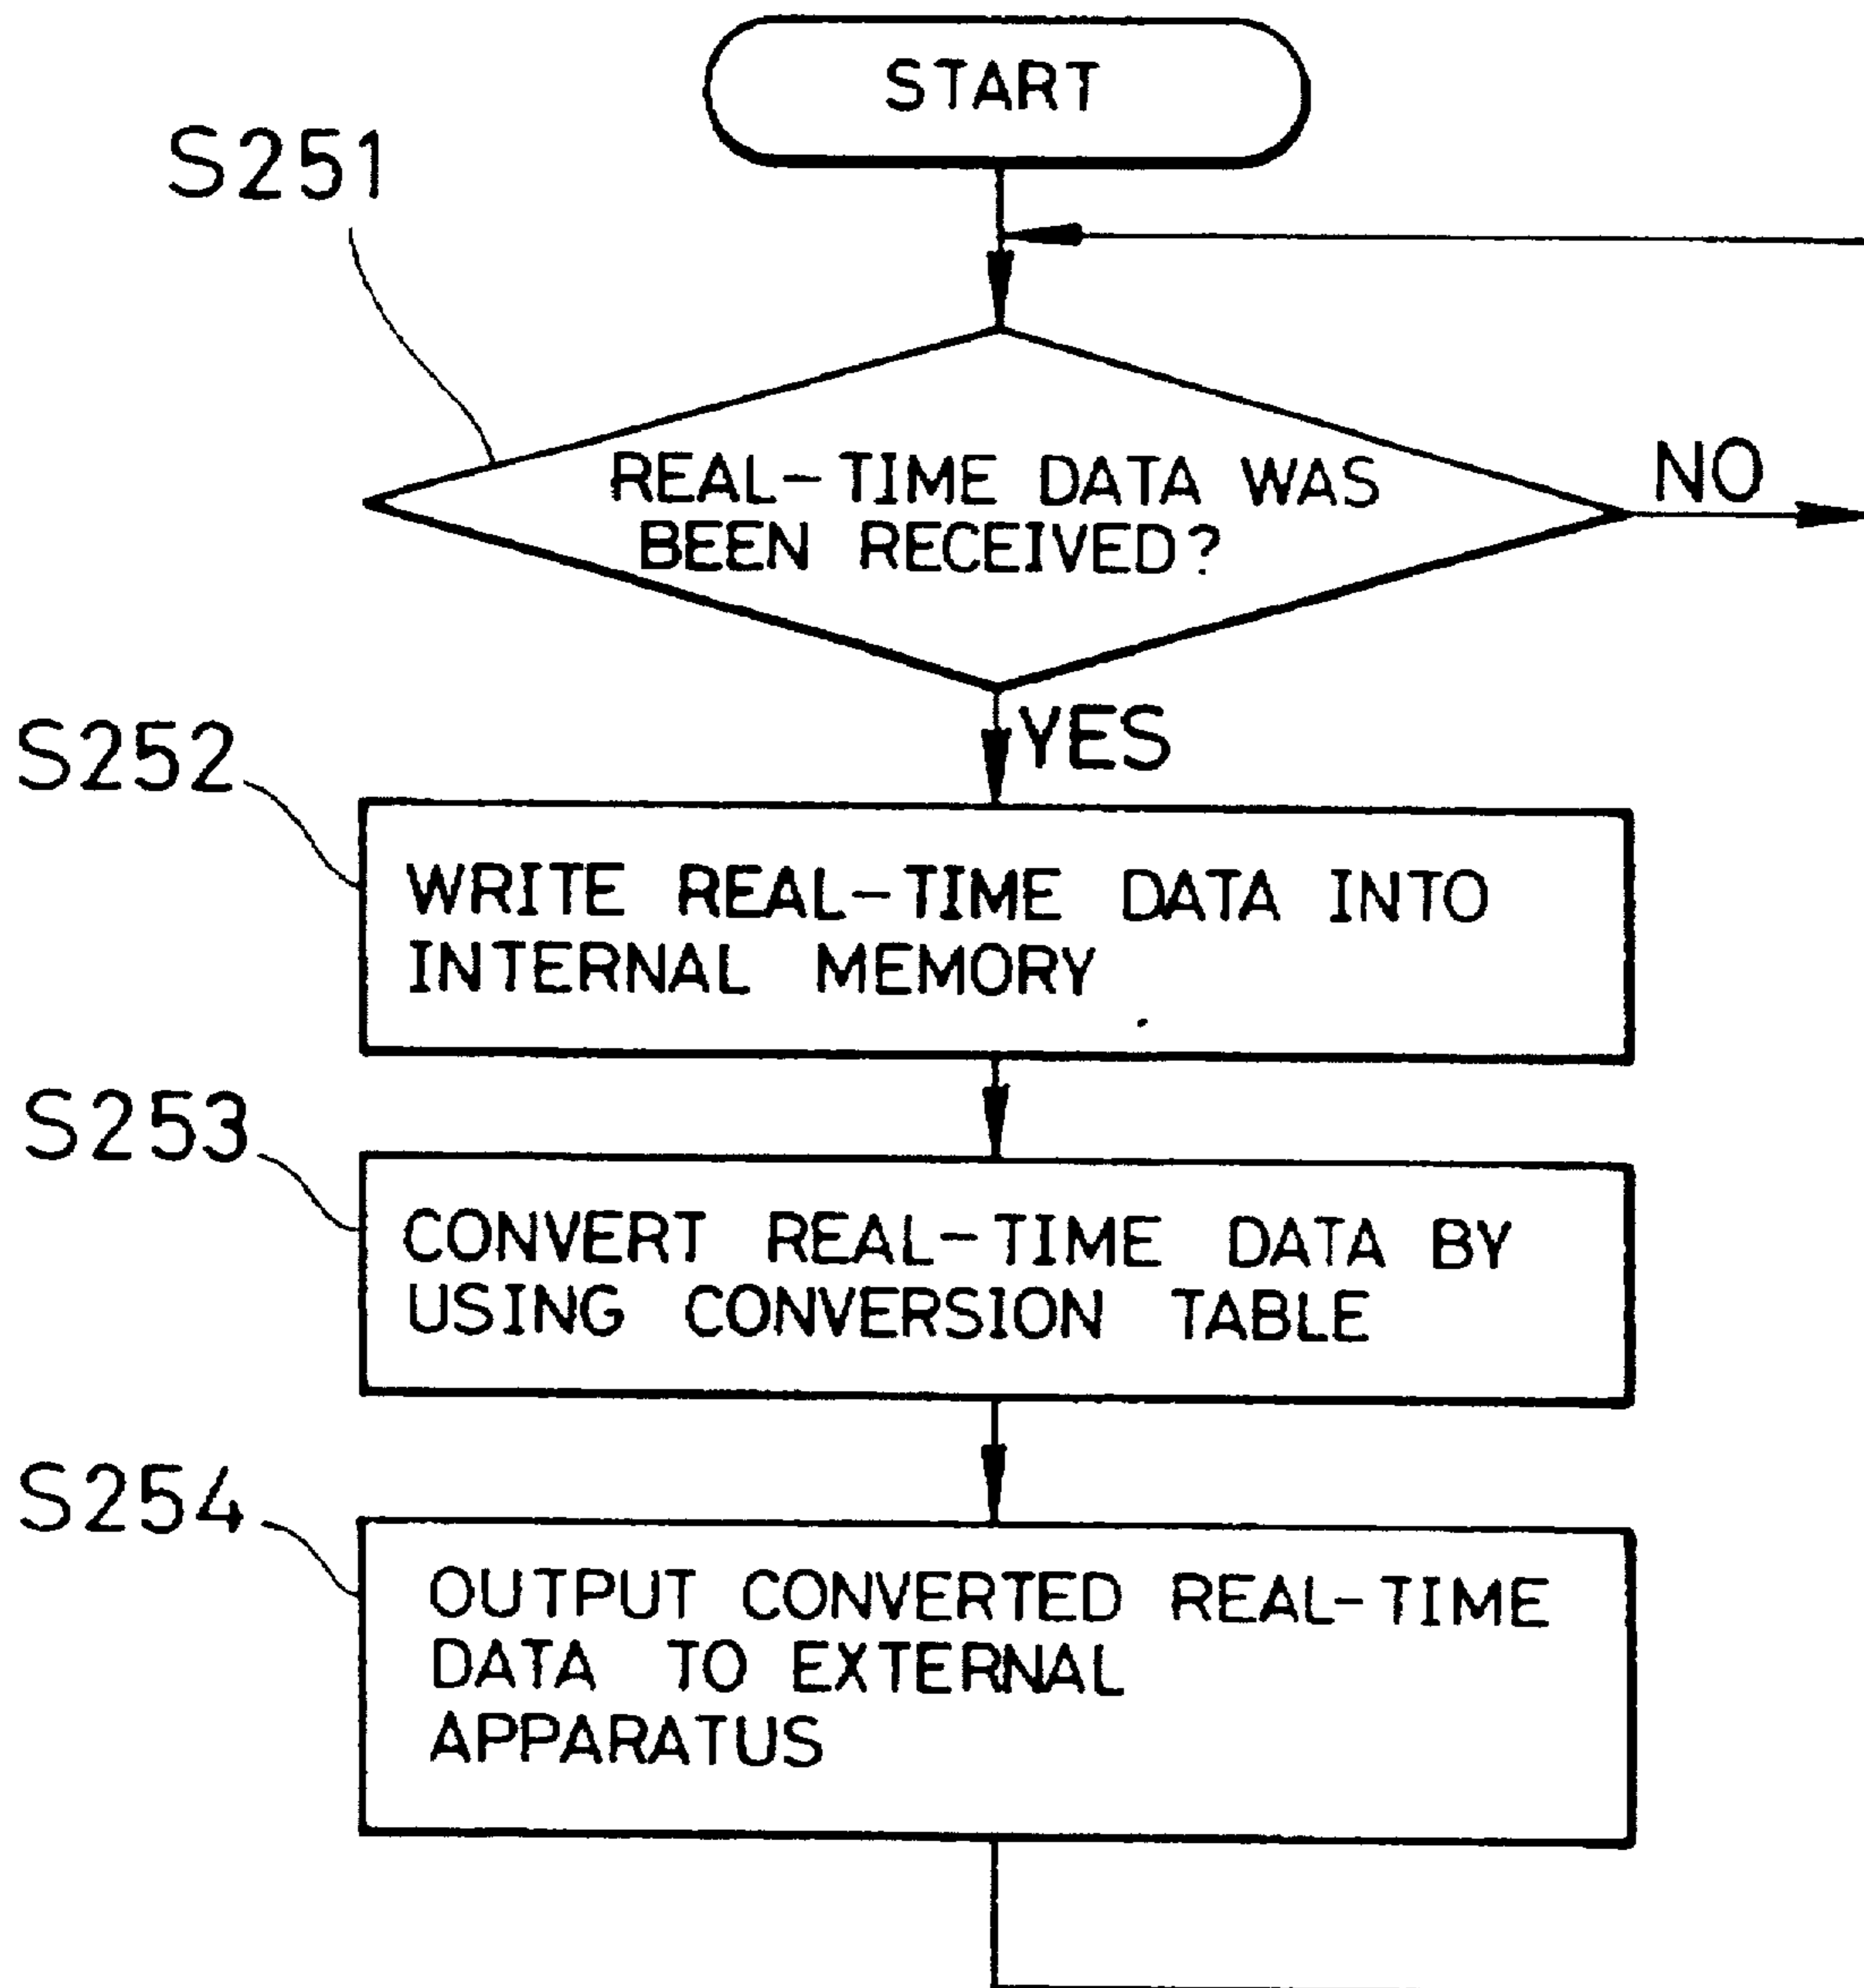 START
S251
REAL-TIME DATA WAS
BEEN RECEIVED?
NO
YES
S252
WRITE REAL-TIME DATA INTO
INTERNAL MEMORY
S253
CONVERT REAL-TIME DATA BY
USING CONVERSION TABLE
S254
OUTPUT CONVERTED REAL-TIME
DATA TO EXTERNAL
APPARATUS